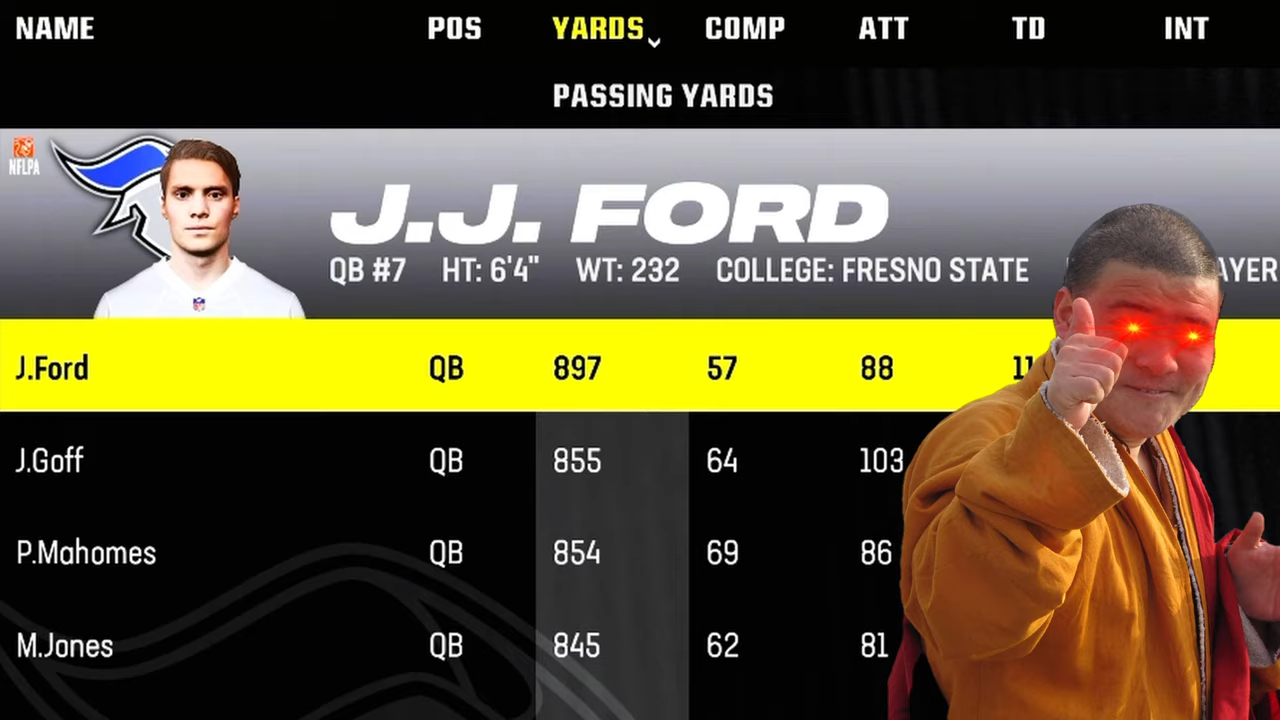 NAME POS YARDS COMP ATT TD INT
PASSING YARDS
NFLPA
J.J. FORD
QB #7 HT: 6'4" WT: 232 COLLEGE: FRESNO STATE
J.Ford QB 897 57 88 11
J.Goff QB 855 64 103
P.Mahomes QB 854 69 86
M.Jones QB 845 62 81